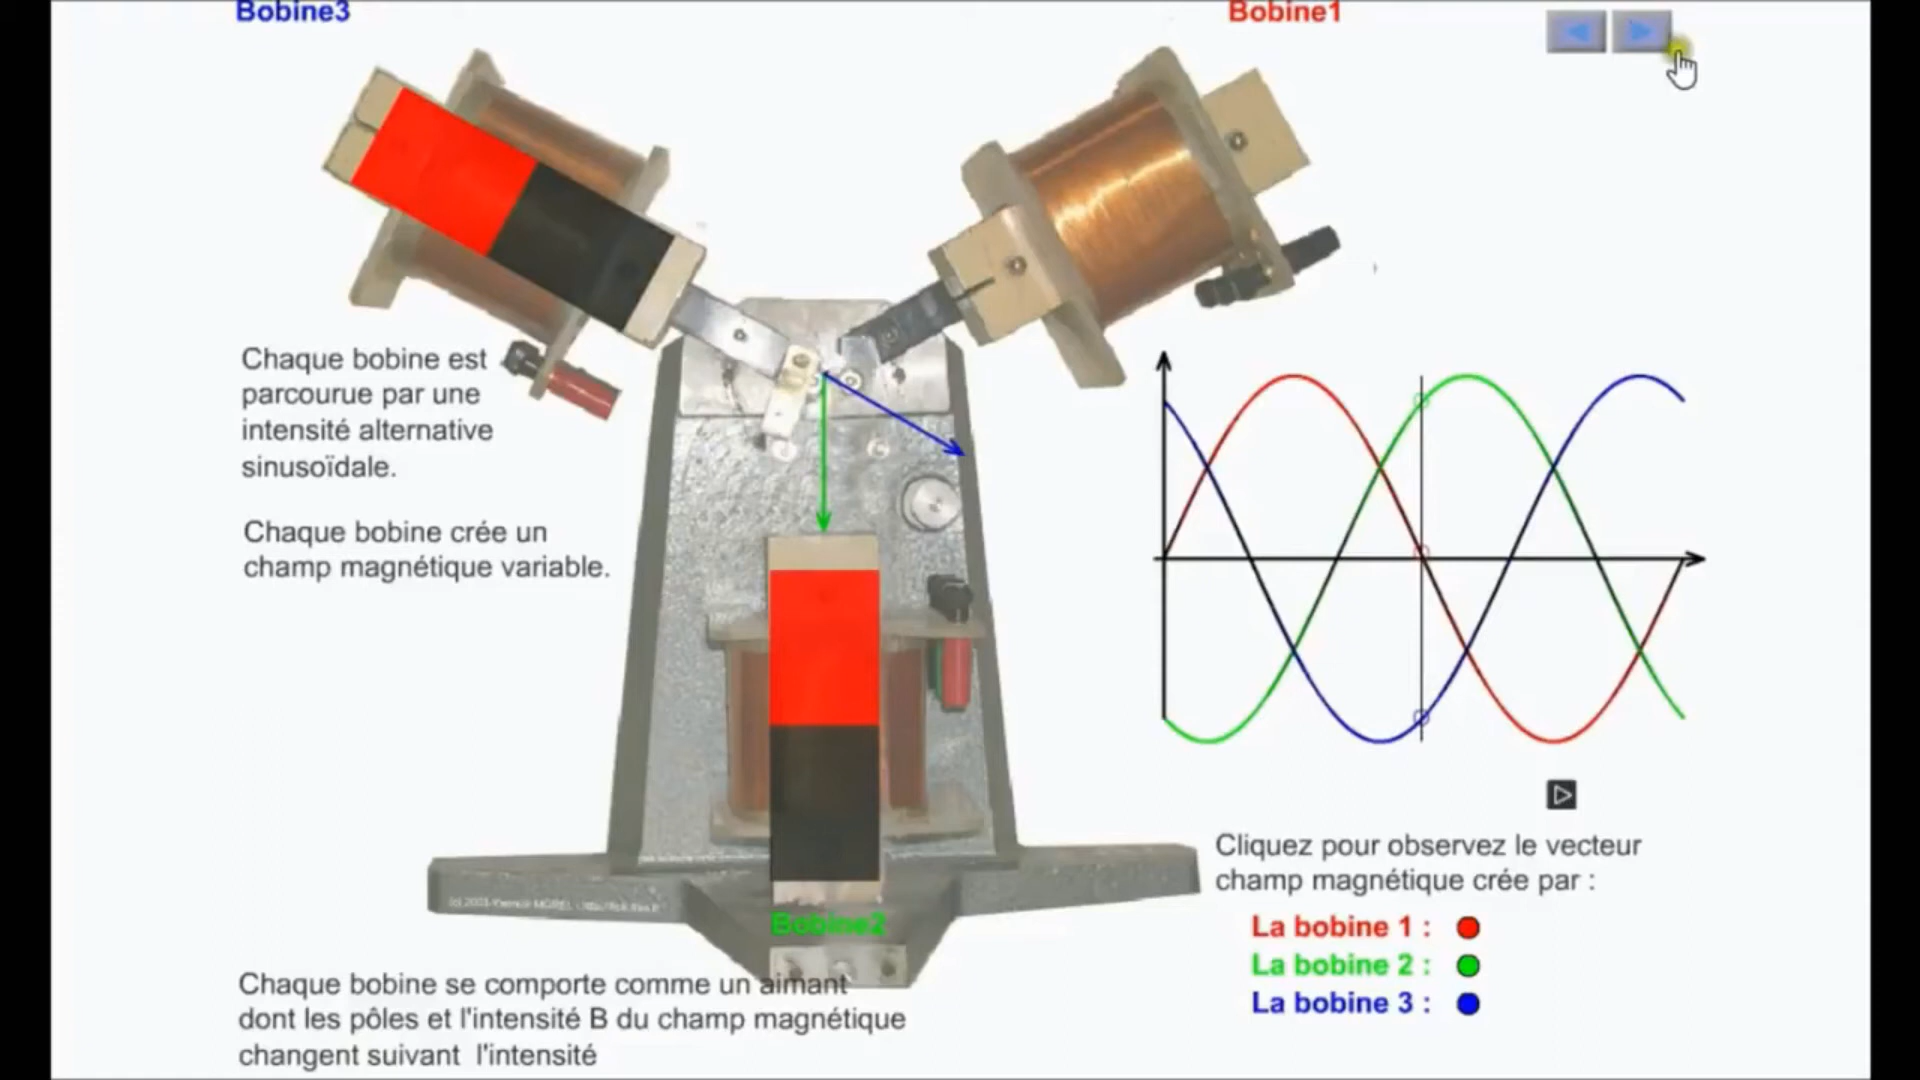 Bobine3
Bobine1
Chaque bobine est
parcourue par une
intensité alternative
sinusoïdale.
Chaque bobine crée un
champ magnétique variable.
Cliquez pour observez le vecteur
champ magnétique crée par :
La bobine 1 :
La bobine 2 :
La bobine 3 :
Bobine2
Chaque bobine se comporte comme un aimant
dont les pôles et l'intensité B du champ magnétique
changent suivant l'intensité